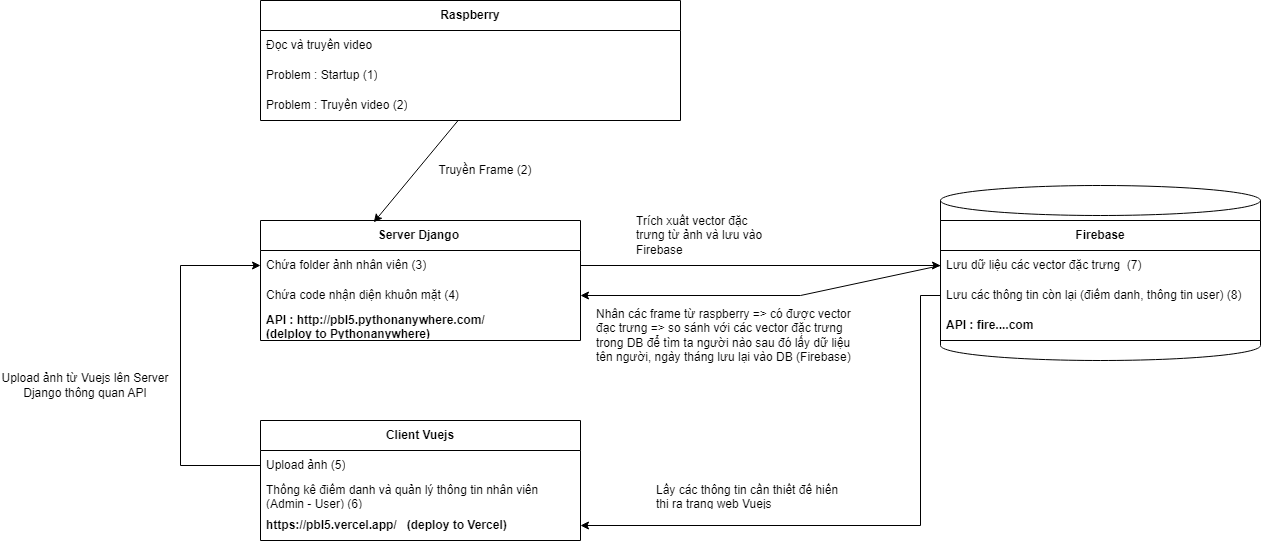 Raspberry
Đọc và truyền video
Problem : Startup (1)
Problem : Truyền video (2)
Truyền Frame (2)
Server Django
Chứa folder ảnh nhân viên (3)
Chứa code nhận diện khuôn mặt (4)
API : http://pbl5.pythonanywhere.com/
(delploy to Pythonanywhere)
Trích xuất vector đặc
trưng từ ảnh và lưu vào
Firebase
Firebase
Lưu dữ liệu các vector đặc trưng  (7)
Lưu các thông tin còn lại (điểm danh, thông tin user) (8)
API : fire....com
Nhân các frame từ raspberry => có được vector
đạc trưng => so sánh với các vector đặc trưng
trong DB để tìm ta người nào sau đó lấy dữ liệu
tên người, ngày tháng lưu lại vào DB (Firebase)
Upload ảnh từ Vuejs lên Server
Django thông quan API
Client Vuejs
Upload ảnh (5)
Thống kê điểm danh và quản lý thông tin nhân viên
(Admin - User) (6)
https://pbl5.vercel.app/   (deploy to Vercel)
Lấy các thông tin cần thiết để hiển
thị ra trang web Vuejs